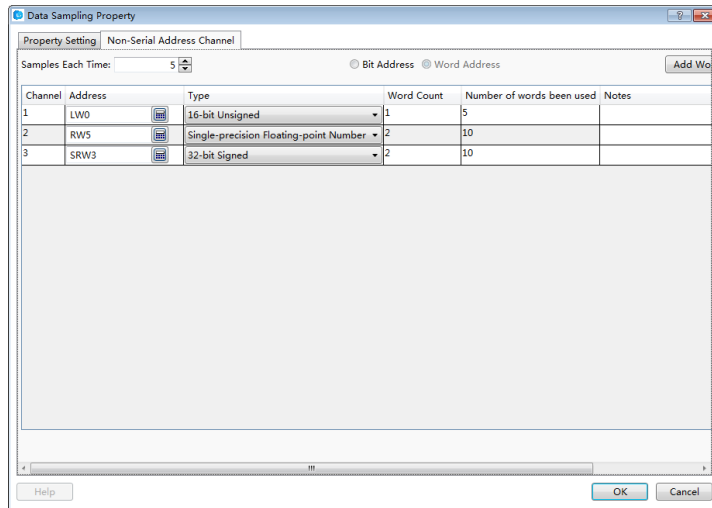 Data Sampling Property
Property Setting Non-Serial Address Channel
Samples Each Time: 5 Bit Address Word Address Add Wo
Channel Address Type Word Count Number of words been used Notes
1 LW0 16-bit Unsigned 1 5
2 RW5 Single-precision Floating-point Number 2 10
3 SRW3 32-bit Signed 2 10
Help OK Cancel